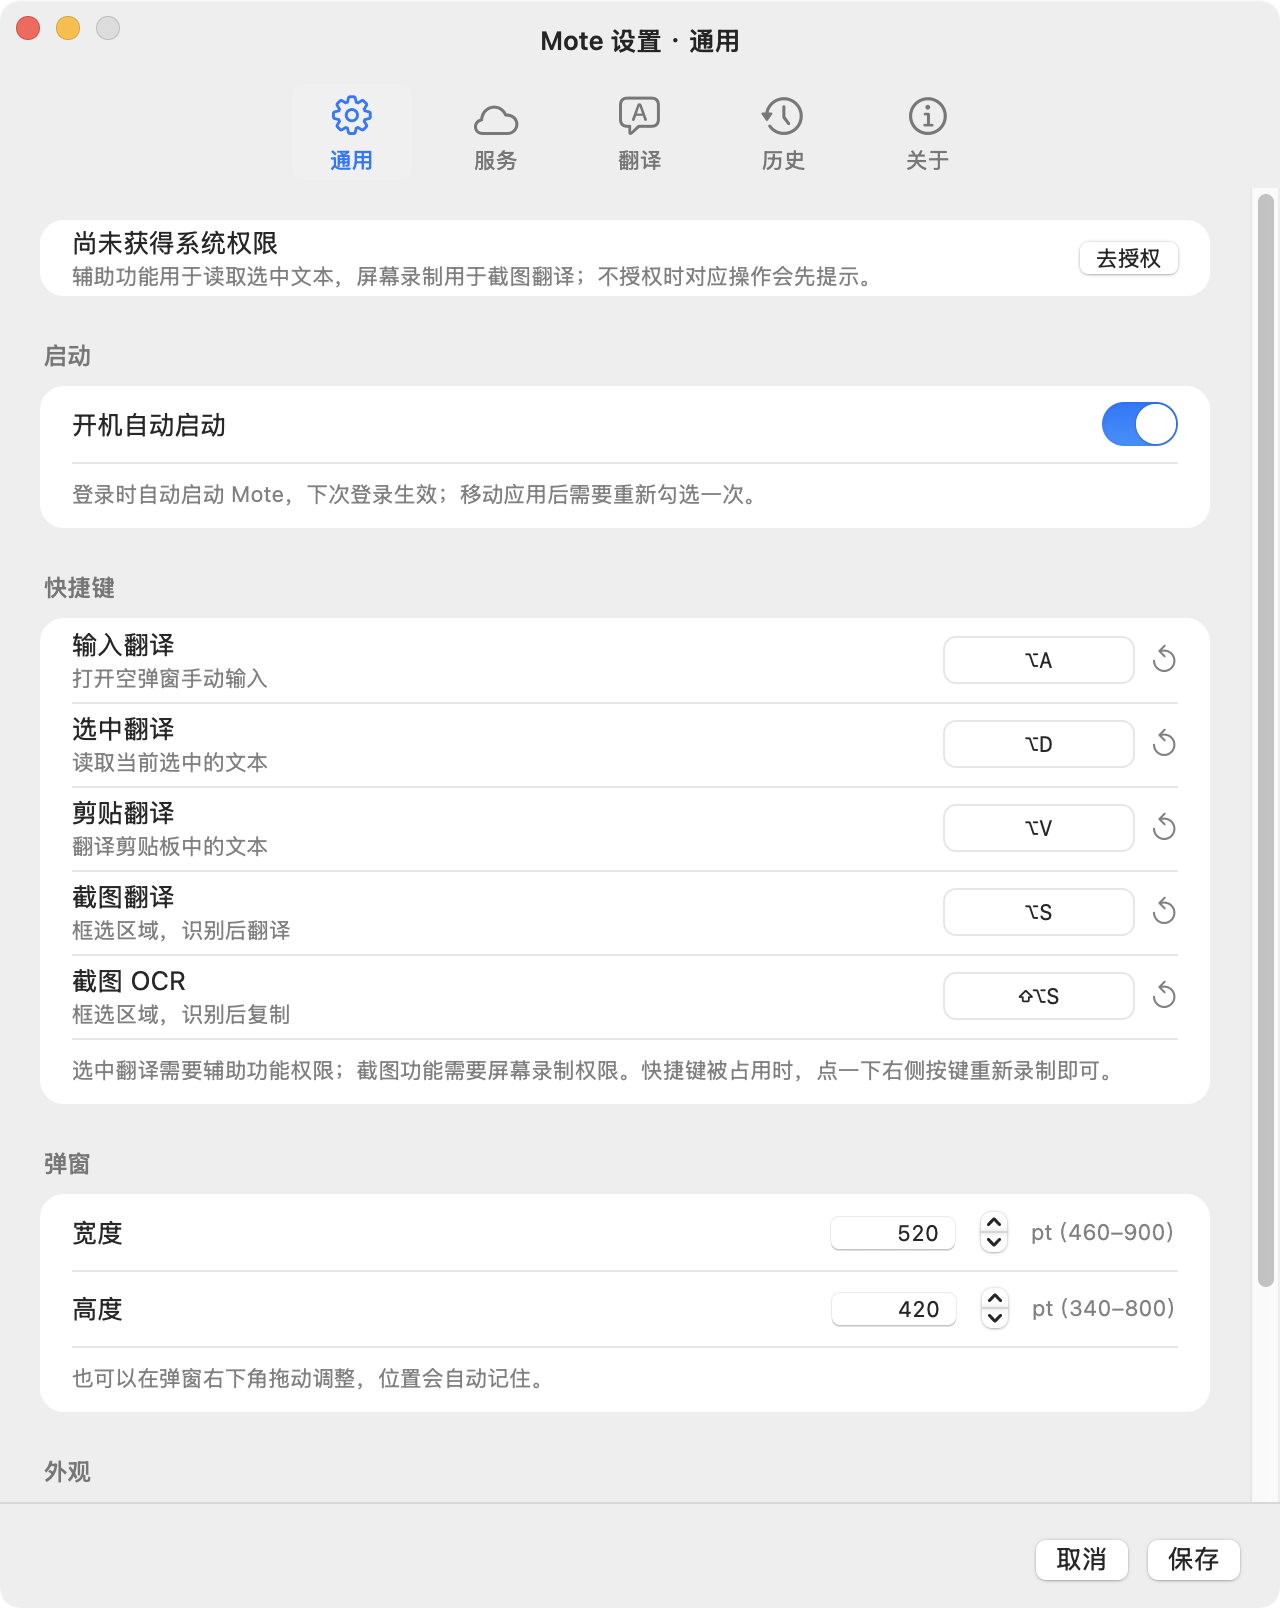 Mote 设置 · 通用
通用
服务
翻译
历史
关于
尚未获得系统权限
辅助功能用于读取选中文本，屏幕录制用于截图翻译；不授权时对应操作会先提示。
去授权
启动
开机自动启动
登录时自动启动 Mote，下次登录生效；移动应用后需要重新勾选一次。
快捷键
输入翻译
打开空弹窗手动输入
⌥A
选中翻译
读取当前选中的文本
⌥D
剪贴翻译
翻译剪贴板中的文本
⌥V
截图翻译
框选区域，识别后翻译
⌥S
截图 OCR
框选区域，识别后复制
⇧⌥S
选中翻译需要辅助功能权限；截图功能需要屏幕录制权限。快捷键被占用时，点一下右侧按键重新录制即可。
弹窗
宽度
520
pt (460–900)
高度
420
pt (340–800)
也可以在弹窗右下角拖动调整，位置会自动记住。
外观
取消
保存